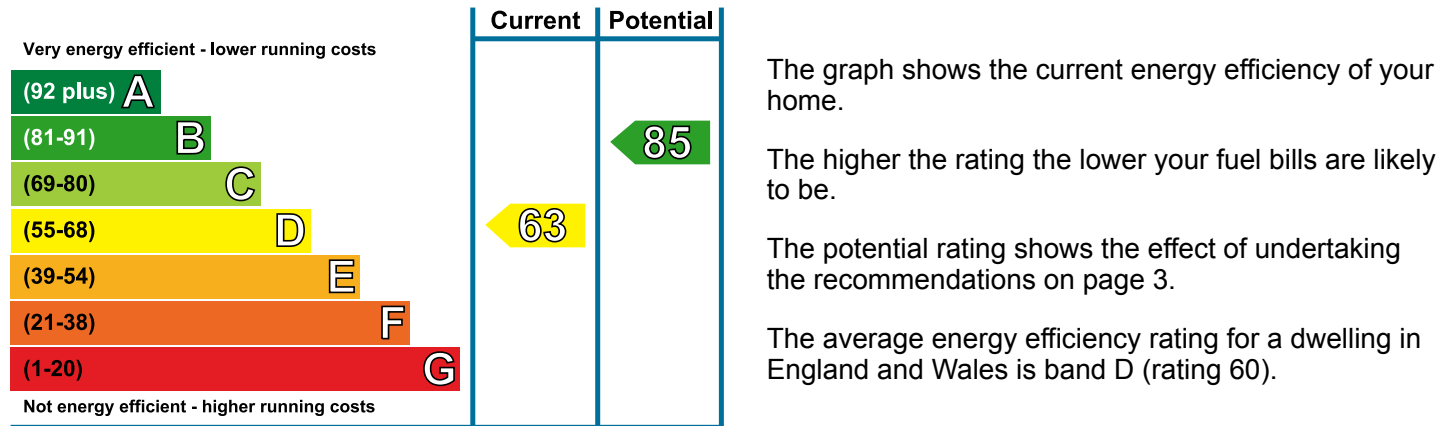 Current Potential
Very energy efficient - lower running costs
(92 plus) A
(81-91) B
85
(69-80) C
(55-68) D
63
(39-54) E
(21-38) F
(1-20) G
Not energy efficient - higher running costs
The graph shows the current energy efficiency of your
home.
The higher the rating the lower your fuel bills are likely
to be.
The potential rating shows the effect of undertaking
the recommendations on page 3.
The average energy efficiency rating for a dwelling in
England and Wales is band D (rating 60).